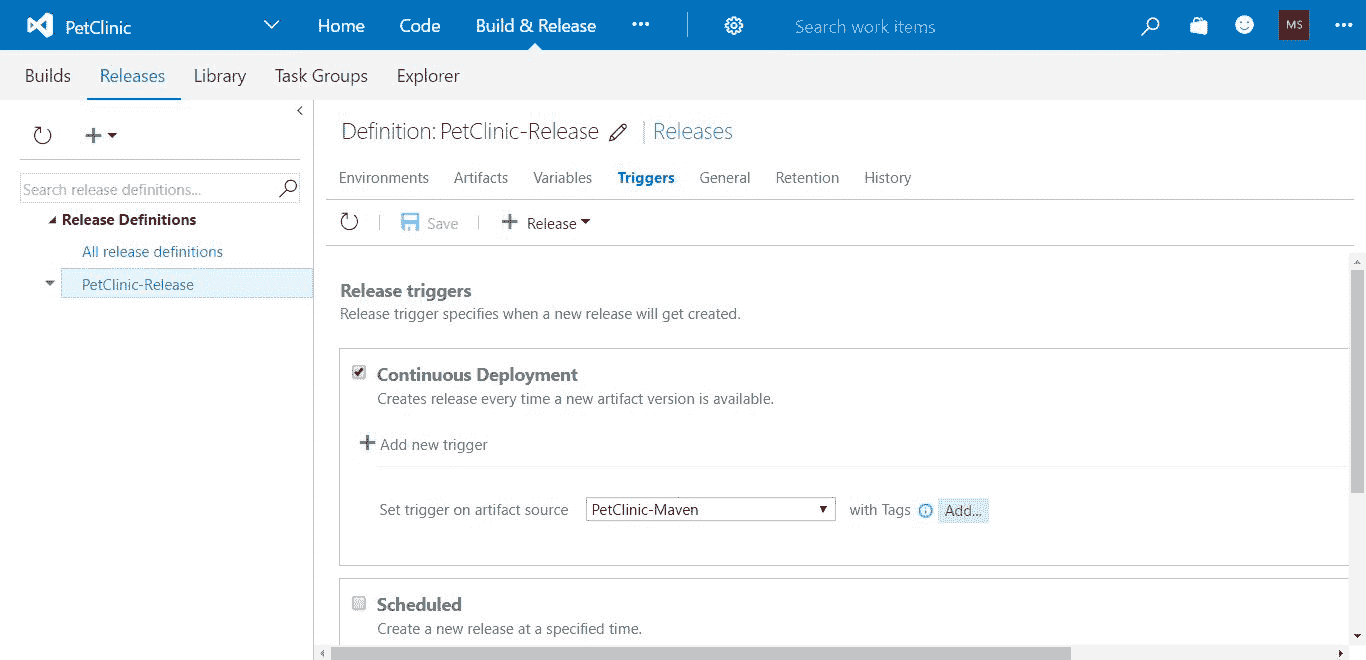 PetClinic Home Code Build & Release ... Search work items MS ...
Builds Releases Library Task Groups Explorer
Search release definitions...
Release Definitions
All release definitions
PetClinic-Release
Definition: PetClinic-Release | Releases
Environments Artifacts Variables Triggers General Retention History
Save Release
Release triggers
Release trigger specifies when a new release will get created.
Continuous Deployment
Creates release every time a new artifact version is available.
Add new trigger
Set trigger on artifact source PetClinic-Maven with Tags Add...
Scheduled
Create a new release at a specified time.